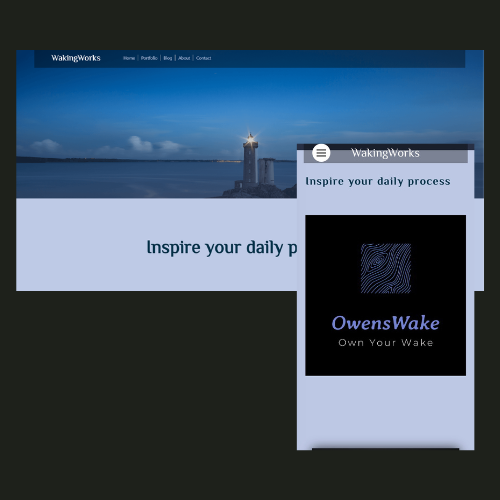 WakingWorks
Home | Portfolio | Blog | About | Contact
Inspire your daily p
WakingWorks
Inspire your daily process
OwensWake
Own Your Wake